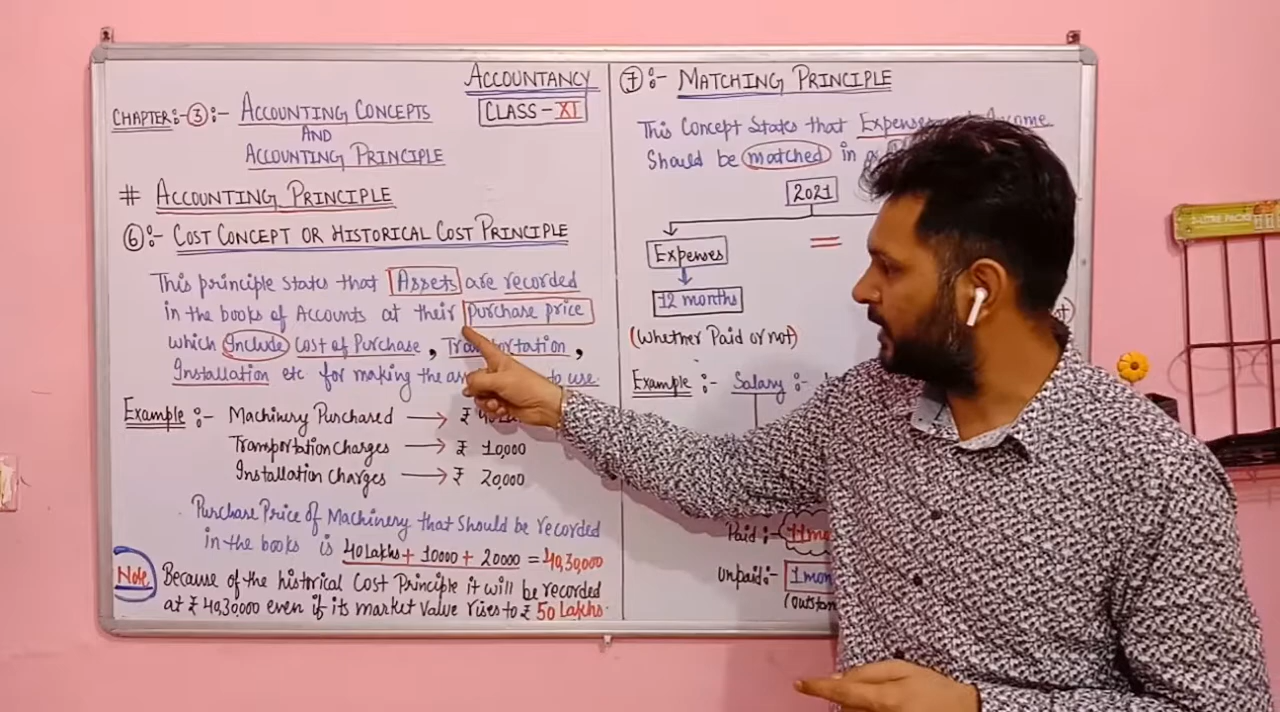 ACCOUNTANCY
CLASS - XI
CHAPTER:-③:- ACCOUNTING CONCEPTS
AND
ACCOUNTING PRINCIPLE
# ACCOUNTING PRINCIPLE
⑥:- COST CONCEPT OR HISTORICAL COST PRINCIPLE
This principle states that Assets are recorded
in the books of Accounts at their purchase price
which Include Cost of Purchase, Transportation,
Installation etc for making the to use.
Example:- Machinery Purchased → ₹
Transportation Charges → ₹ 10,000
Installation Charges → ₹ 20,000
Purchase Price of Machinery that should be recorded
in the books is 40 Lakhs + 10000 + 20000 = 40,30,000
Note Because of the historical Cost Principle it will be recorded
at ₹ 40,30,000 even if its market value rises to ₹ 50 Lakhs.
⑦:- MATCHING PRINCIPLE
This Concept States that Expenses Income
Should be matched in
2021
Expenses
12 months
(Whether Paid or not)
Example:- Salary:-
Paid:-
Unpaid:- 1